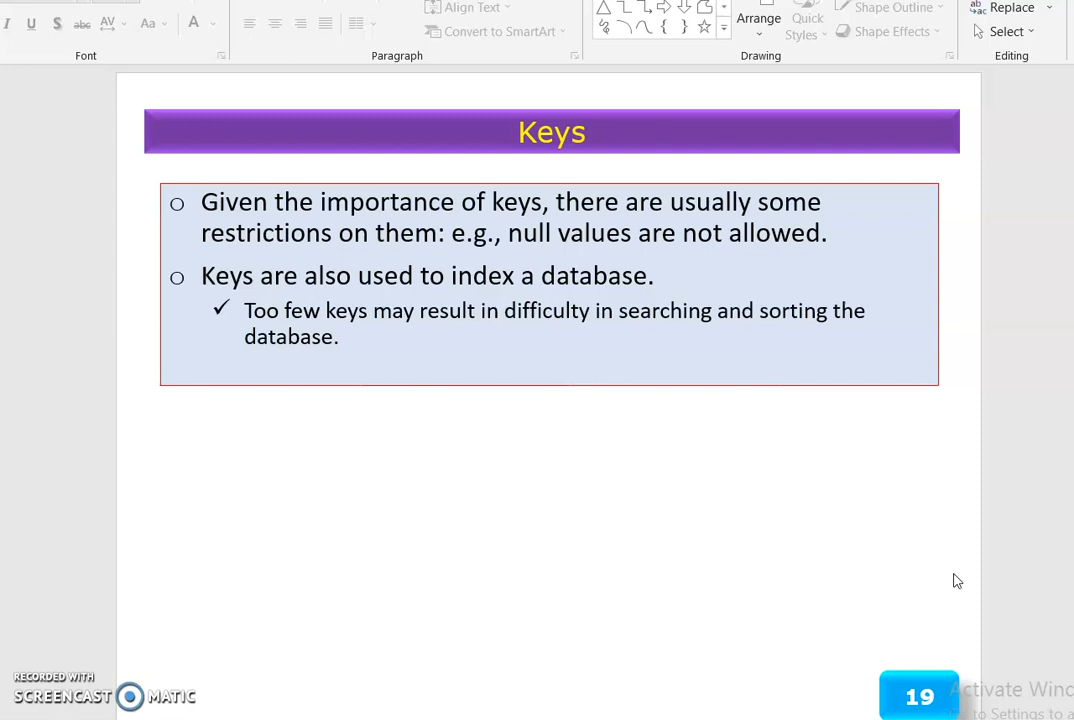 Align Text
Arrange
Quick
Styles
Shape Outline
Shape Effects
Replace
Select
Convert to SmartArt
U S abc AV Aa A
Font
Paragraph
Drawing
Editing
Keys
o Given the importance of keys, there are usually some
restrictions on them: e.g., null values are not allowed.
o Keys are also used to index a database.
✓ Too few keys may result in difficulty in searching and sorting the
database.
RECORDED WITH
SCREENCAST MATIC
19
Activate Wind
to Settings to a